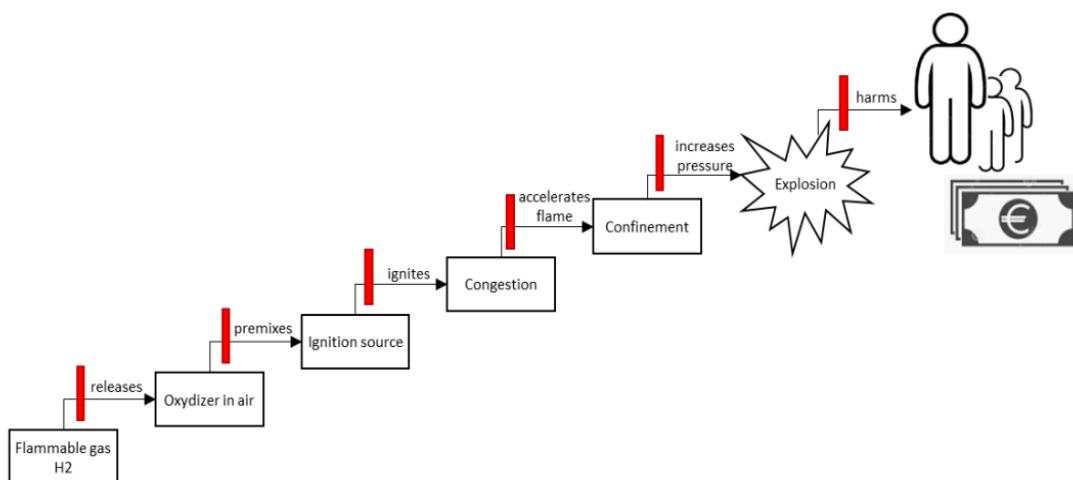 Flammable gas
H2
releases
Oxydizer in air
premixes
Ignition source
ignites
Congestion
accelerates
flame
Confinement
increases
pressure
Explosion
harms
€